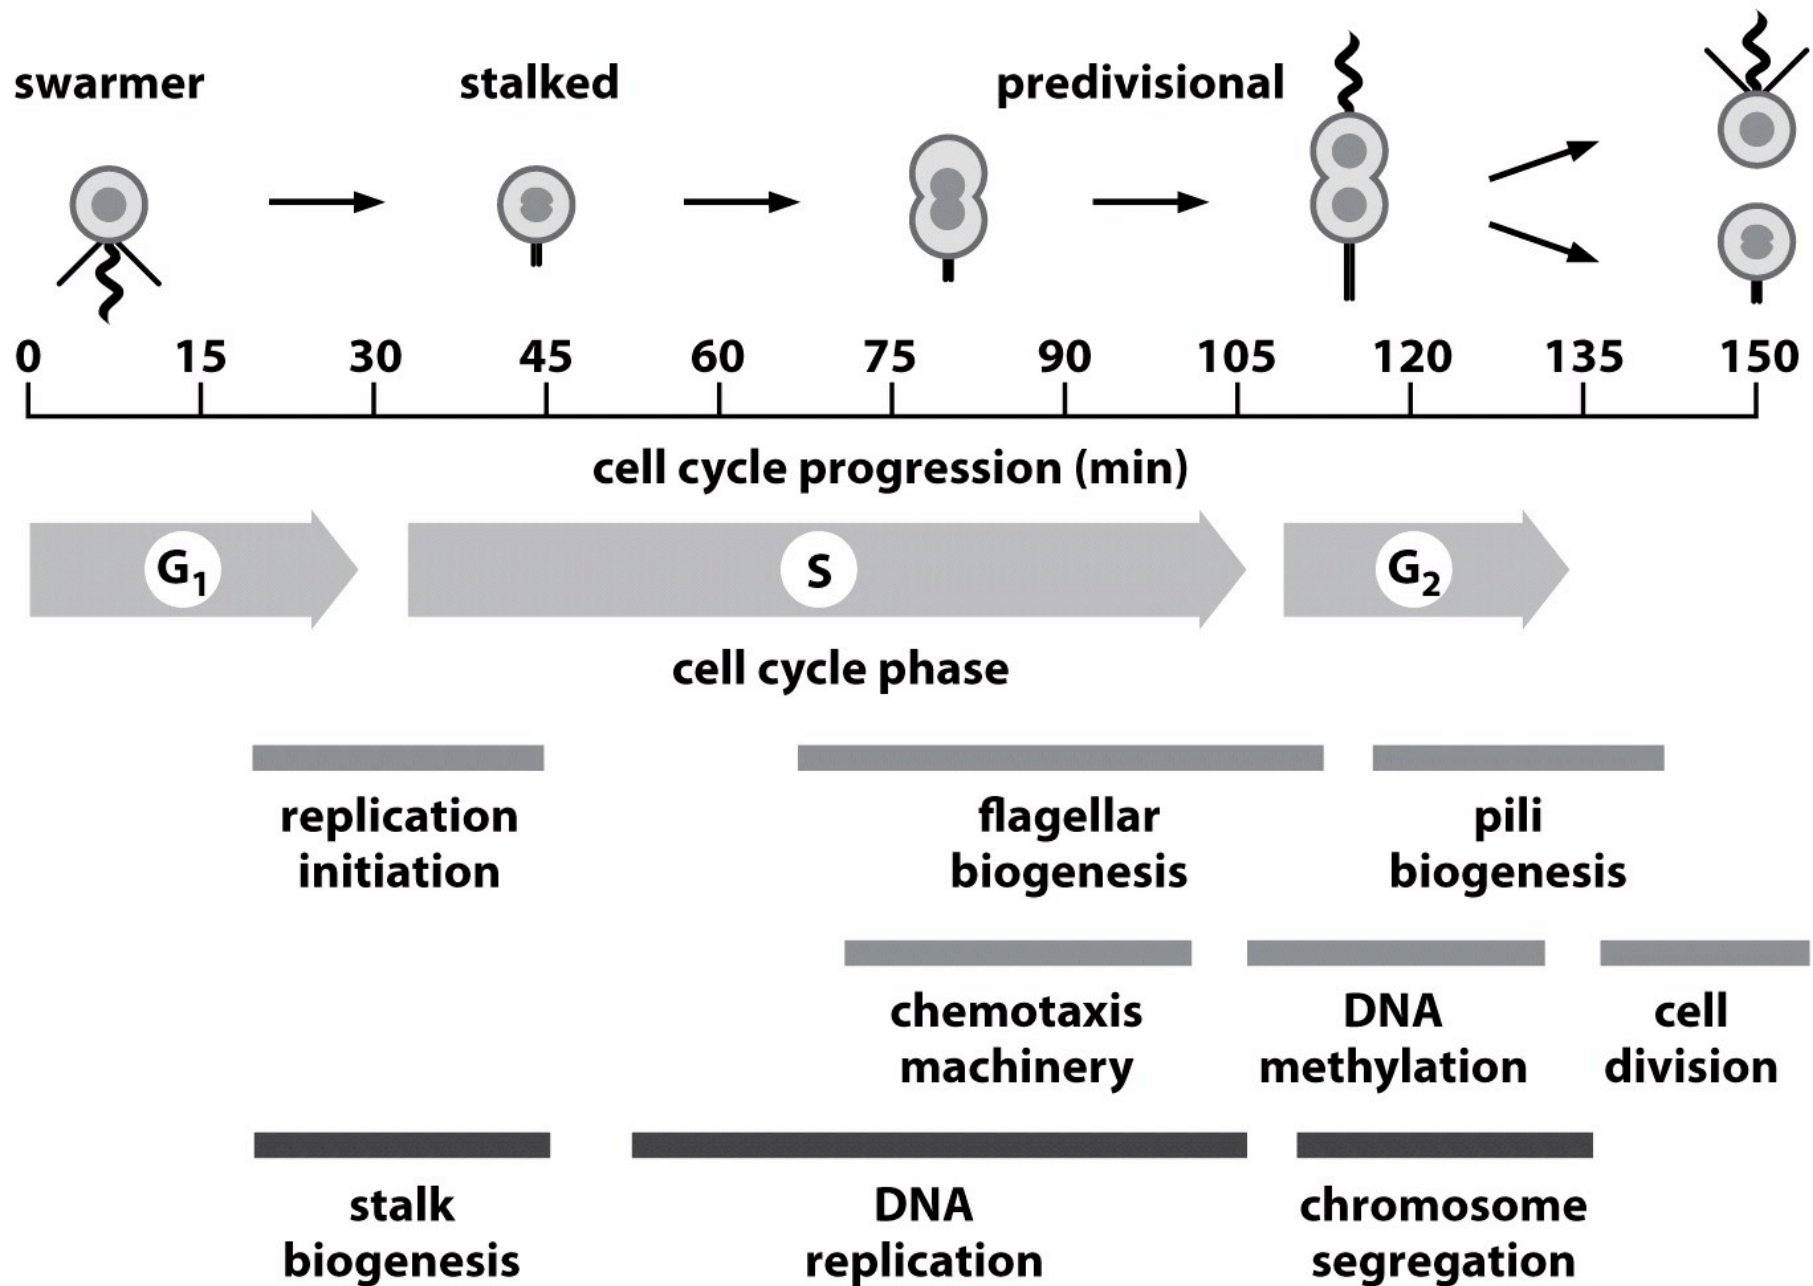 swarmer
stalked
predivisional
0 15 30 45 60 75 90 105 120 135 150
cell cycle progression (min)
G1 S G2
cell cycle phase
replication
initiation
flagellar
biogenesis
pili
biogenesis
chemotaxis
machinery
DNA
methylation
cell
division
stalk
biogenesis
DNA
replication
chromosome
segregation